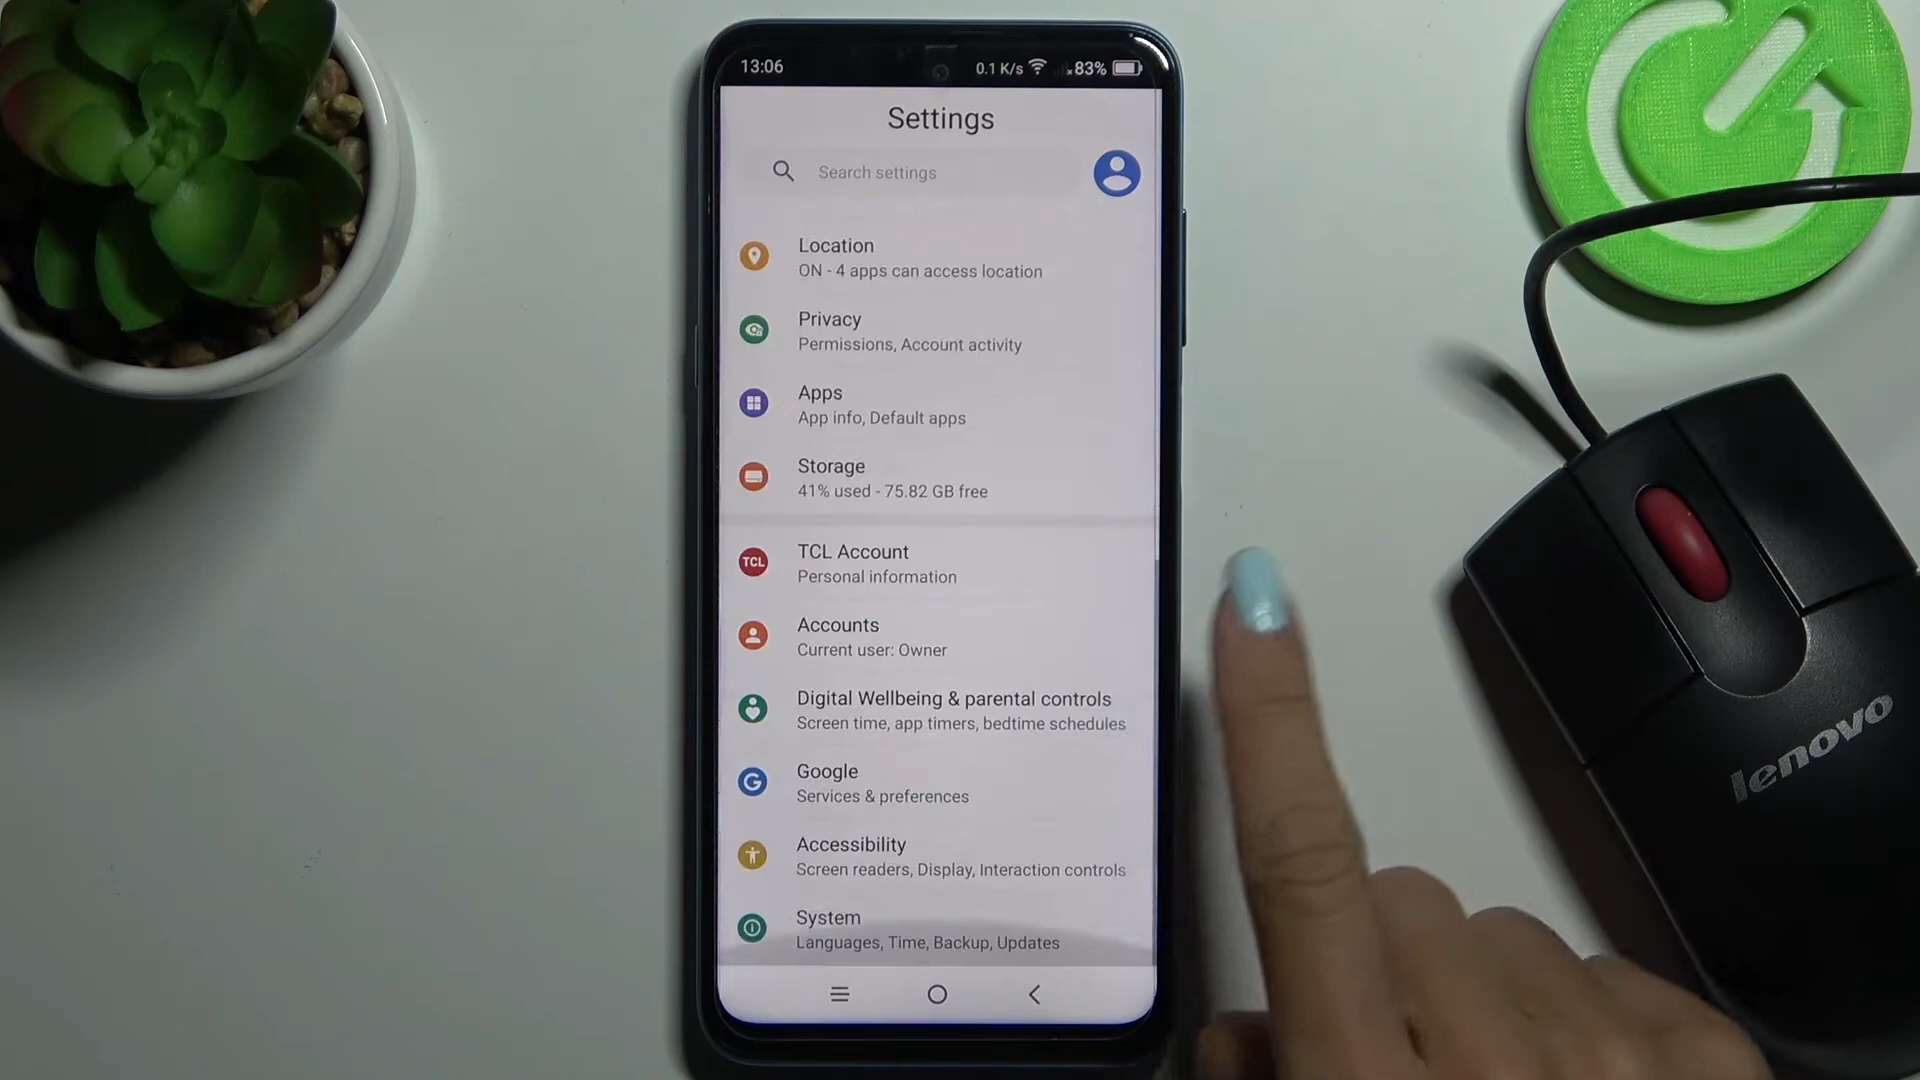 13:06
0.1 K/s
83%
Settings
Search settings
Location
ON - 4 apps can access location
Privacy
Permissions, Account activity
Apps
App info, Default apps
Storage
41% used - 75.82 GB free
TCL
TCL Account
Personal information
Accounts
Current user: Owner
Digital Wellbeing & parental controls
Screen time, app timers, bedtime schedules
G
Google
Services & preferences
Accessibility
Screen readers, Display, Interaction controls
System
Languages, Time, Backup, Updates
lenovo